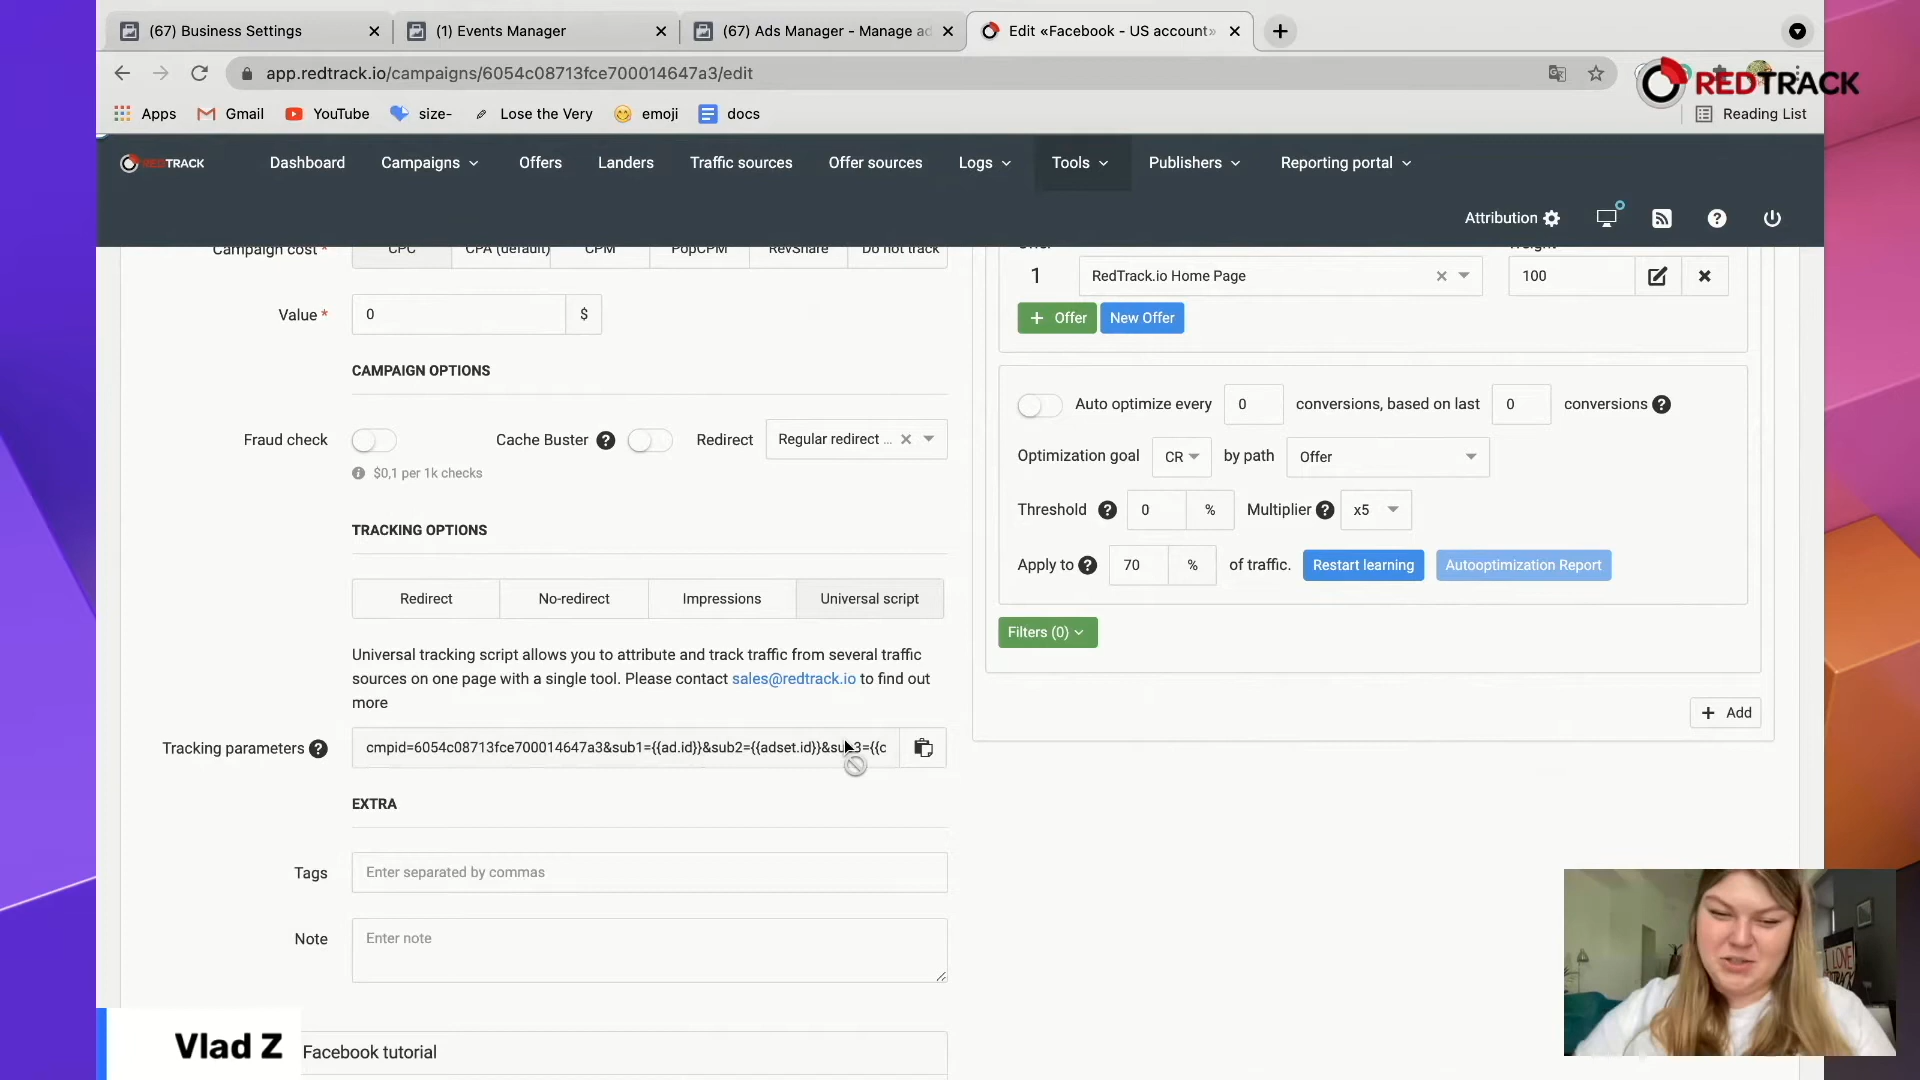 (67) Business Settings
(1) Events Manager
(67) Ads Manager - Manage ad
Edit «Facebook - US account»
app.redtrack.io/campaigns/6054c08713fce700014647a3/edit
REDTRACK
Apps
Gmail
YouTube
size-
Lose the Very
emoji
docs
Reading List
REDTRACK
Dashboard
Campaigns
Offers
Landers
Traffic sources
Offer sources
Logs
Tools
Publishers
Reporting portal
Attribution
Campaign cost *
CPC
CPA (default)
CPM
PopCPM
RevShare
Do not track
Value *
0
$
CAMPAIGN OPTIONS
Fraud check
Cache Buster
Redirect
Regular redirect ...
$0,1 per 1k checks
TRACKING OPTIONS
Redirect
No-redirect
Impressions
Universal script
Universal tracking script allows you to attribute and track traffic from several traffic
sources on one page with a single tool. Please contact sales@redtrack.io to find out
more
Tracking parameters
cmpid=6054c08713fce700014647a3&sub1={{ad.id}}&sub2={{adset.id}}&sub3={{c
EXTRA
Tags
Enter separated by commas
Note
Enter note
Facebook tutorial
Vlad Z
1
RedTrack.io Home Page
100
+ Offer
New Offer
Auto optimize every 0 conversions, based on last 0 conversions
Optimization goal CR by path Offer
Threshold 0 % Multiplier x5
Apply to 70 % of traffic. Restart learning Autooptimization Report
Filters (0)
+ Add
I LOVE